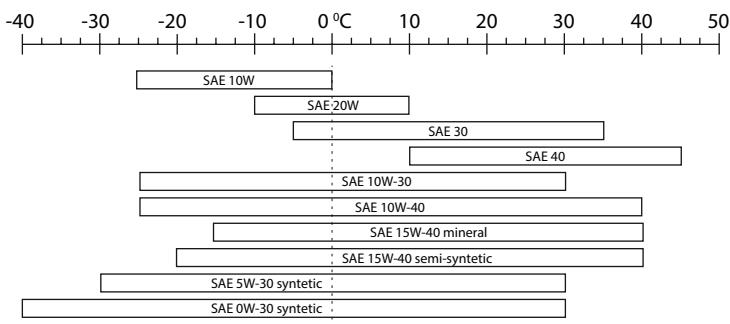 -40 -30 -20 -10 0 ⁰C 10 20 30 40 50
SAE 10W
SAE 20W
SAE 30
SAE 40
SAE 10W-30
SAE 10W-40
SAE 15W-40 mineral
SAE 15W-40 semi-syntetic
SAE 5W-30 syntetic
SAE 0W-30 syntetic